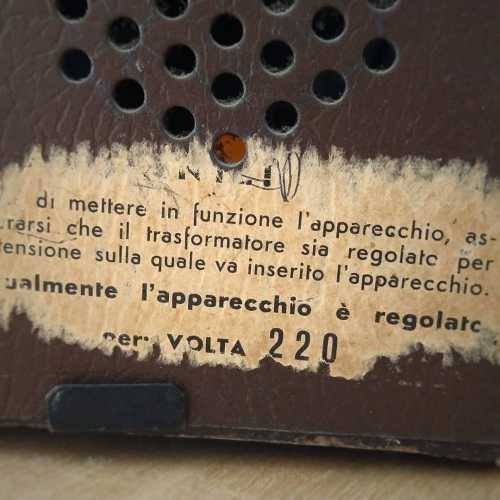 di mettere in funzione l'apparecchio, as-
rarsi che il trasformatore sia regolato per
tensione sulla quale va inserito l'apparecchio.
ualmente l'apparecchio è regolato
per: VOLTA 220